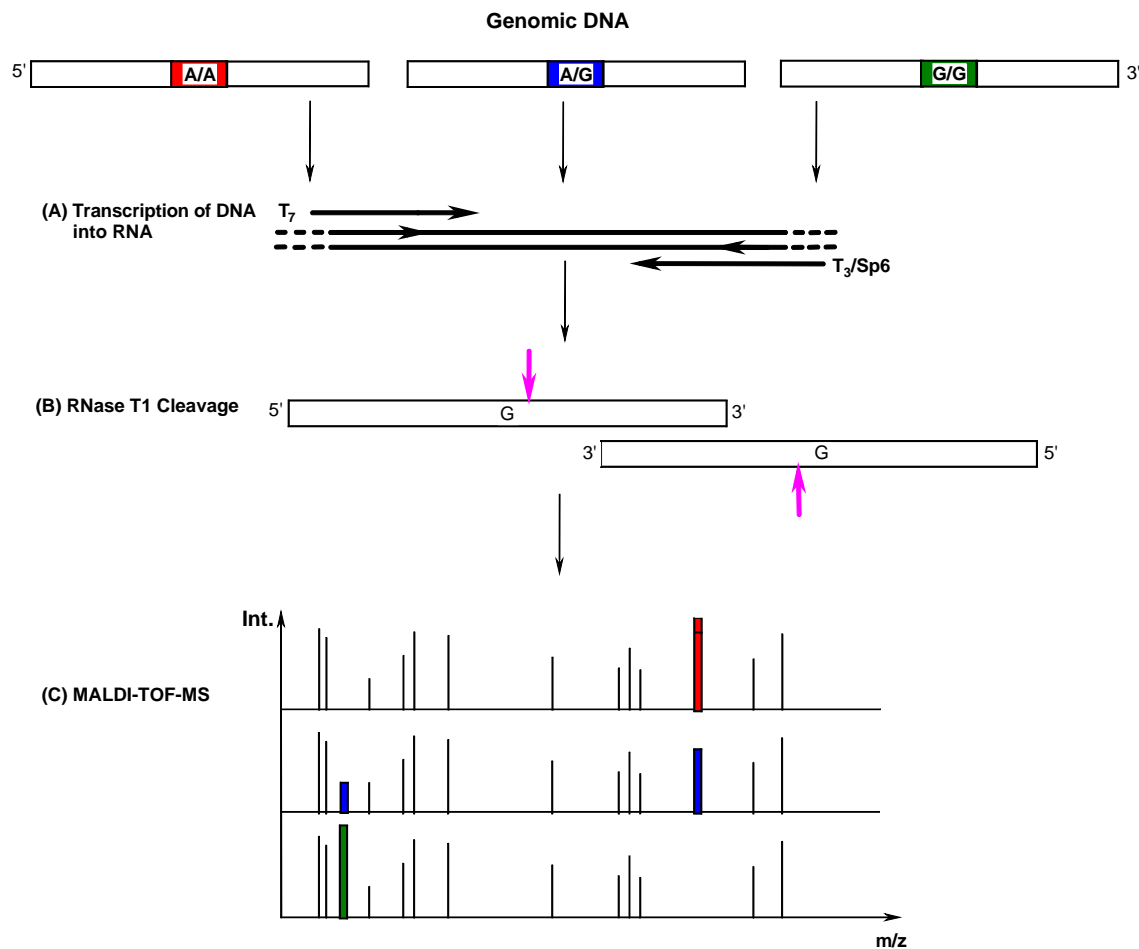 Genomic DNA
5' A/A A/G G/G 3'
(A) Transcription of DNA T7
into RNA
T3/Sp6
(B) RNase T1 Cleavage 5' G 3'
3' G 5'
Int.
(C) MALDI-TOF-MS
m/z